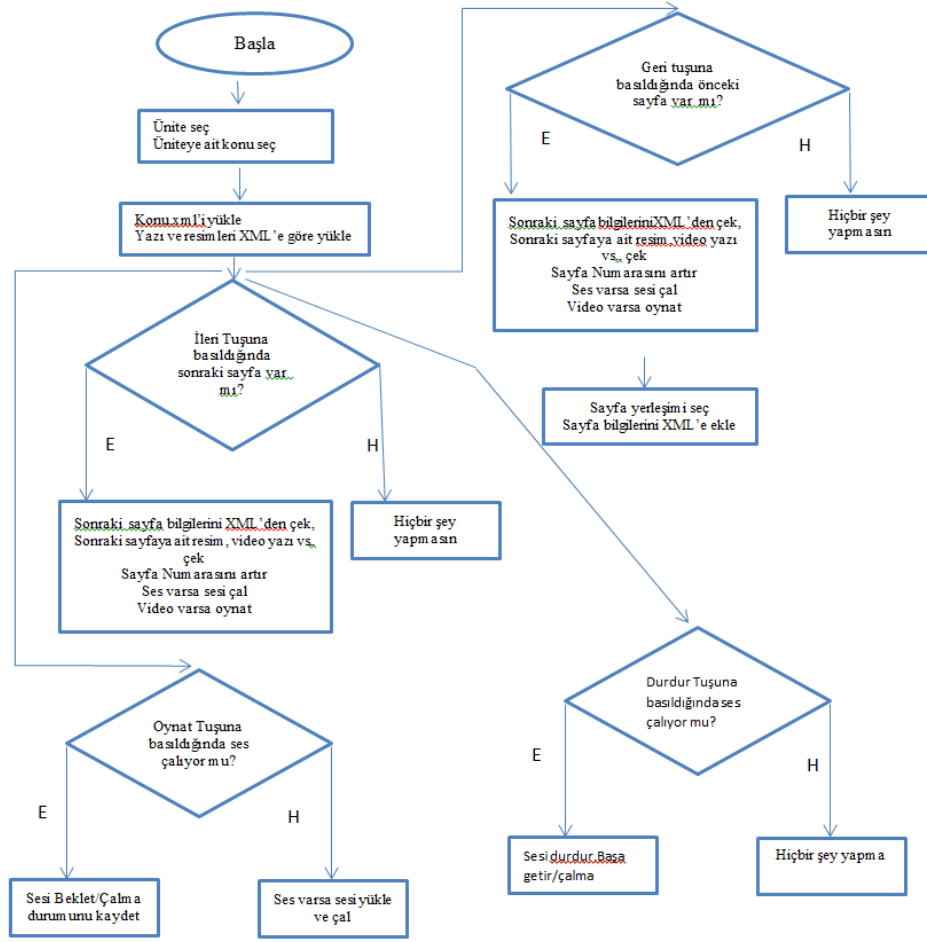 Başla
Ünite seç
Üniteye ait konu seç
Konu.xml'i yükle
Yazı ve resimleri XML'e göre yükle
İleri Tuşuna
basıldığında
sonraki sayfa var
mı?
E
H
Sonraki sayfa bilgilerini XML'den çek,
Sonraki sayfaya ait resim, video yazı vs.
çek
Sayfa Numarasını artır
Ses varsa sesi çal
Video varsa oynat
Hiçbir şey
yapmasın
Geri tuşuna
basıldığında önceki
sayfa var mı?
E
H
Sonraki sayfa bilgileriniXML'den çek,
Sonraki sayfaya ait resim,video yazı
vs. çek
Sayfa Numarasını artır
Ses varsa sesi çal
Video varsa oynat
Hiçbir şey
yapmasın
Sayfa yerleşimi seç
Sayfa bilgilerini XML'e ekle
Oynat Tuşuna
basıldığında ses
çalıyor mu?
E
H
Sesi Beklet/Çalma
durumunu kaydet
Ses varsa sesi yükle
ve çal
Durdur Tuşuna
basıldığında ses
çalıyor mu?
E
H
Sesi durdur.Başa
getir/çalma
Hiçbir şey yapma